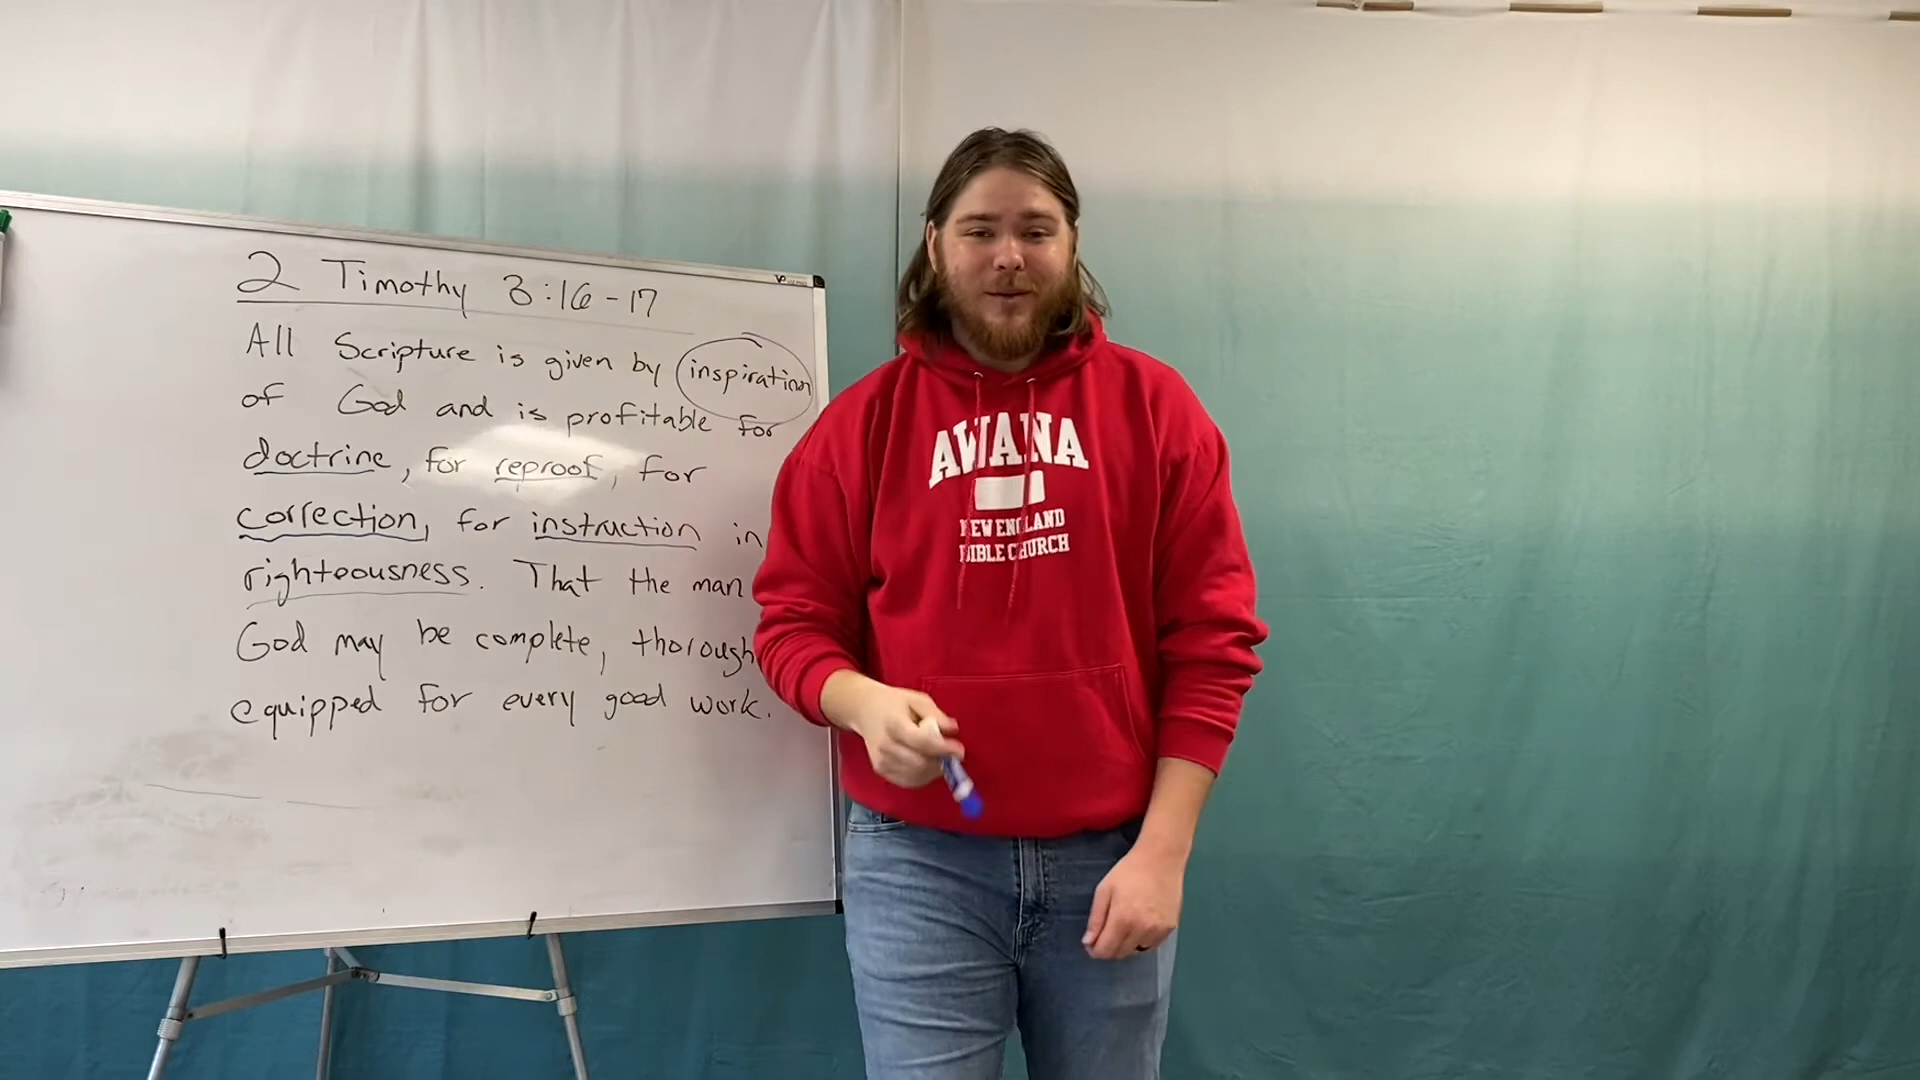 2 Timothy 3:16-17
All Scripture is given by inspiration
of God and is profitable for
doctrine, for reproof, for
correction, for instruction in
righteousness. That the man
God may be complete, thorough
equipped for every good work.
AWANA
NEW ENGLAND
BIBLE CHURCH